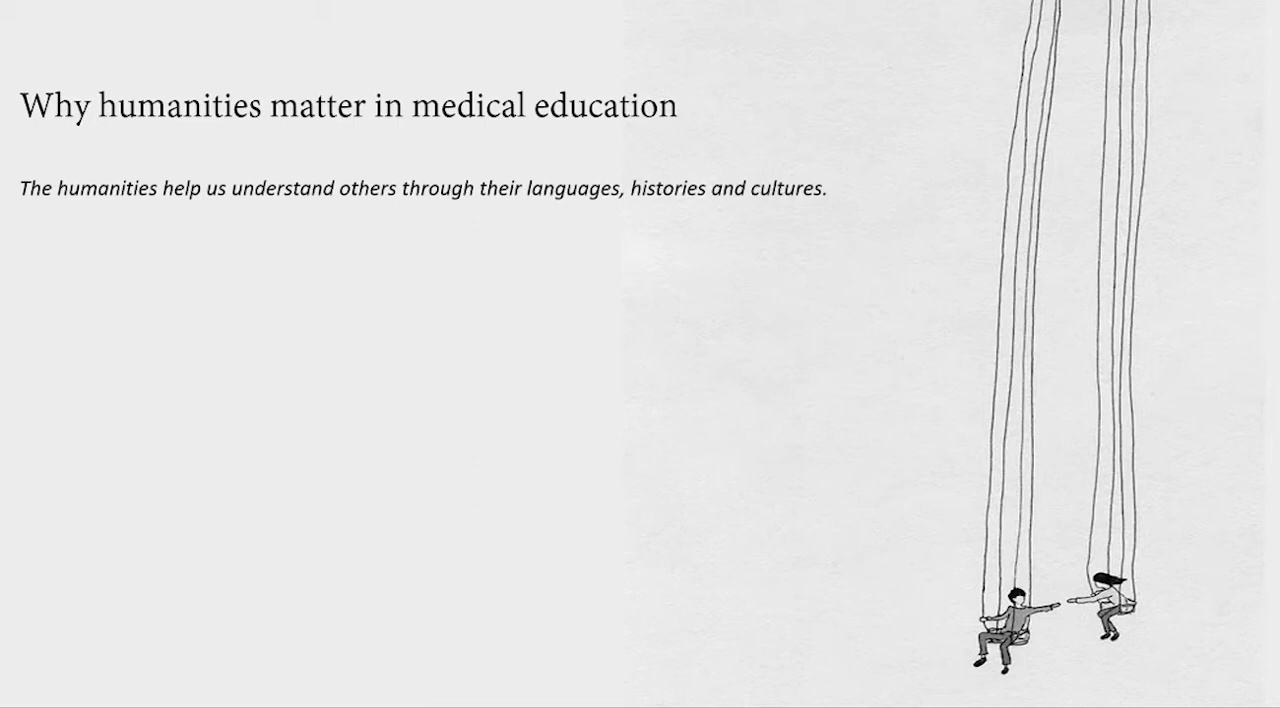 Why humanities matter in medical education
The humanities help us understand others through their languages, histories and cultures.